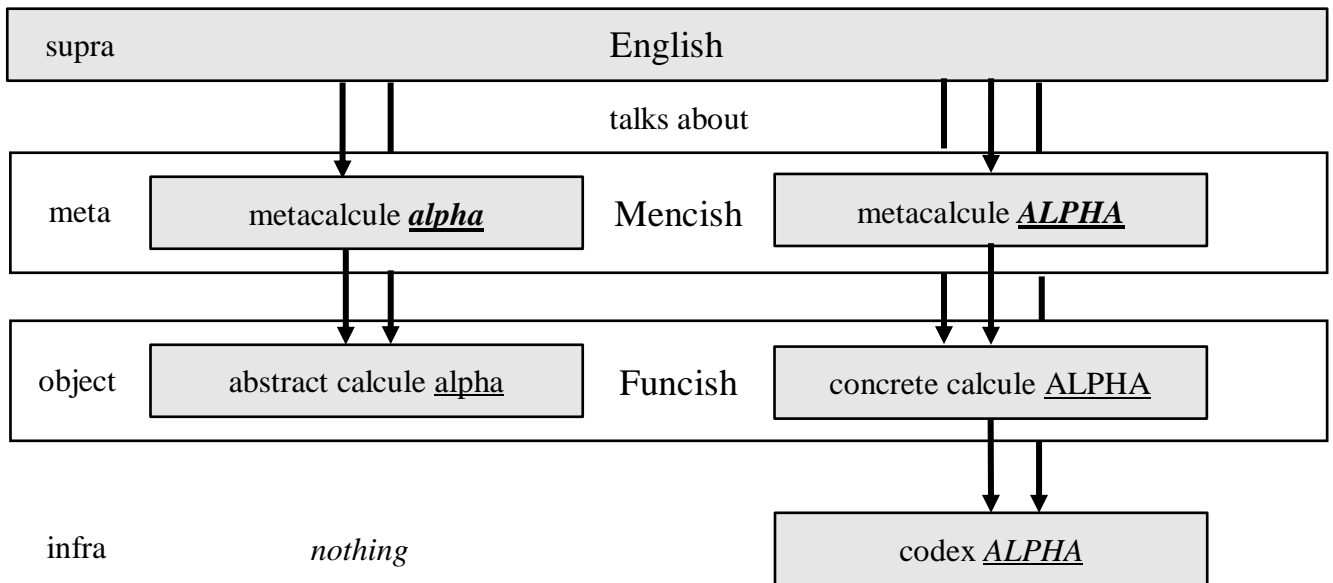 supra English
talks about
meta metacalcule alpha Mencish metacalcule ALPHA
object abstract calcule alpha Funcish concrete calcule ALPHA
infra nothing codex ALPHA